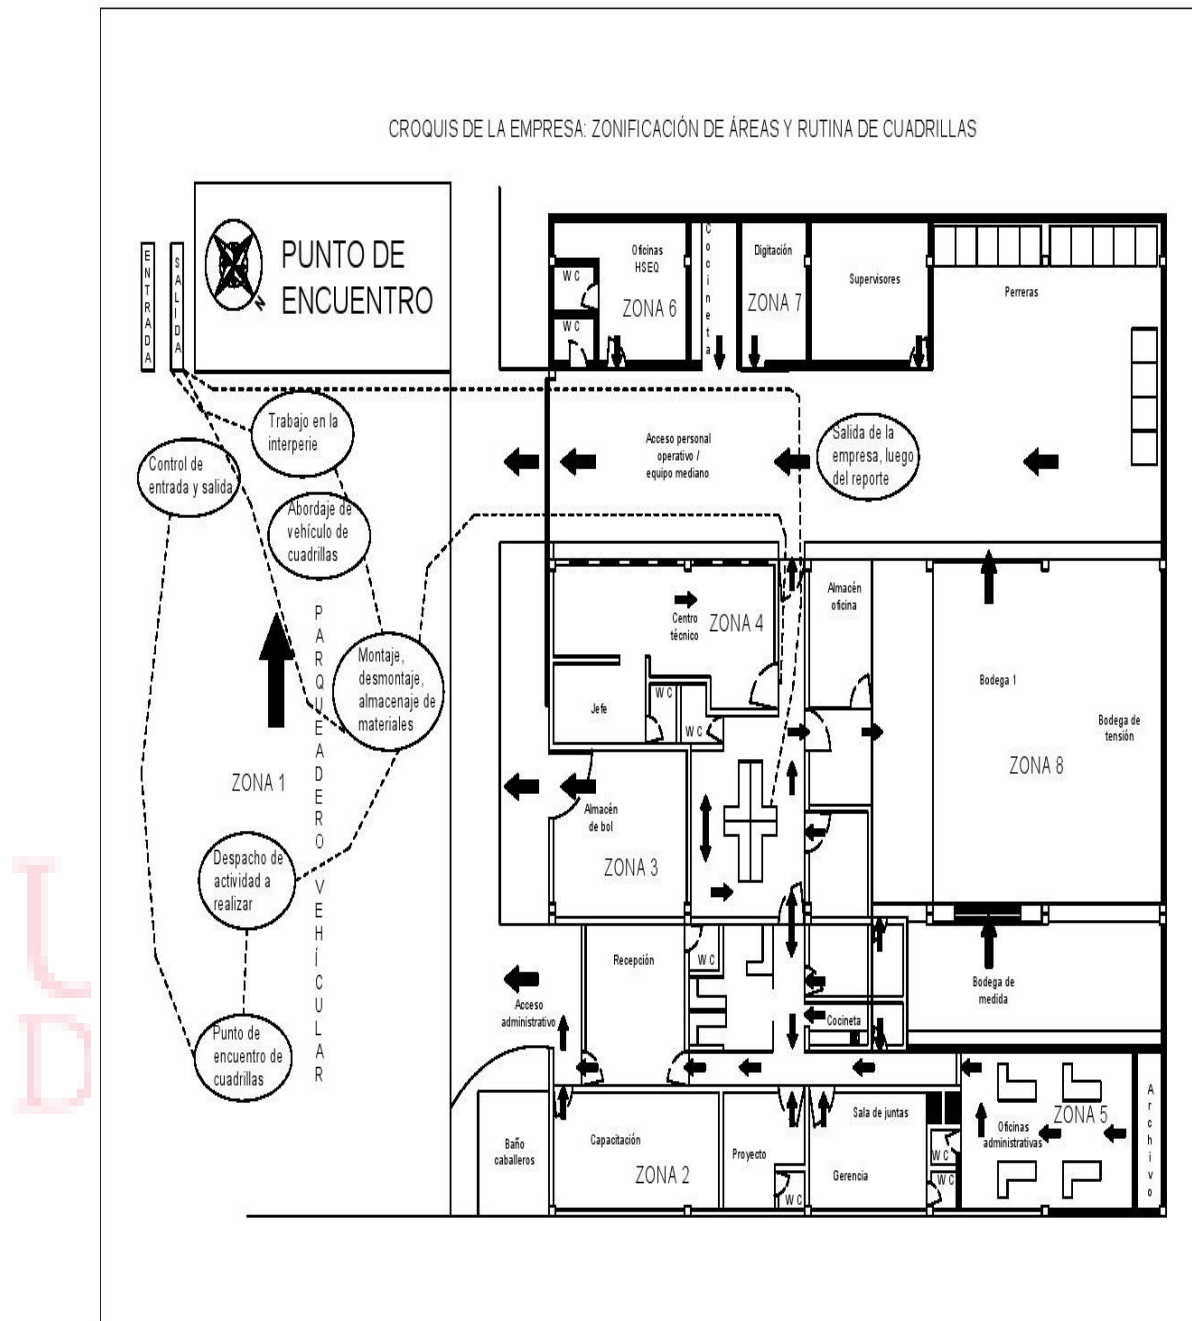 CROQUIS DE LA EMPRESA: ZONIFICACIÓN DE ÁREAS Y RUTINA DE CUADRILLAS
ENTRADA
SALIDA
N
PUNTO DE
ENCUENTRO
WC
WC
Oficinas
HSEQ
ZONA 6
Cocineta
Digitación
ZONA 7
Supervisores
Perreras
Trabajo en la
interperie
Control de
entrada y salida
Abordaje de
vehículo de
cuadrillas
Acceso personal
operativo /
equipo mediano
Salida de la
empresa, luego
del reporte
PARQUEADERO VEHÍCULAR
Montaje,
desmontaje,
almacenaje de
materiales
Centro
técnico
ZONA 4
Almacén
oficina
Jefe
WC
WC
Bodega 1
Bodega de
tensión
ZONA 8
ZONA 1
Almacén
de bol
ZONA 3
Despacho de
actividad a
realizar
Recepción
WC
Acceso
administrativo
Cocineta
Bodega de
medida
Punto de
encuentro de
cuadrillas
Baño
caballeros
Capacitación
ZONA 2
Proyecto
WC
Sala de juntas
Gerencia
WC
WC
Oficinas
administrativas
ZONA 5
Archivo
U
D